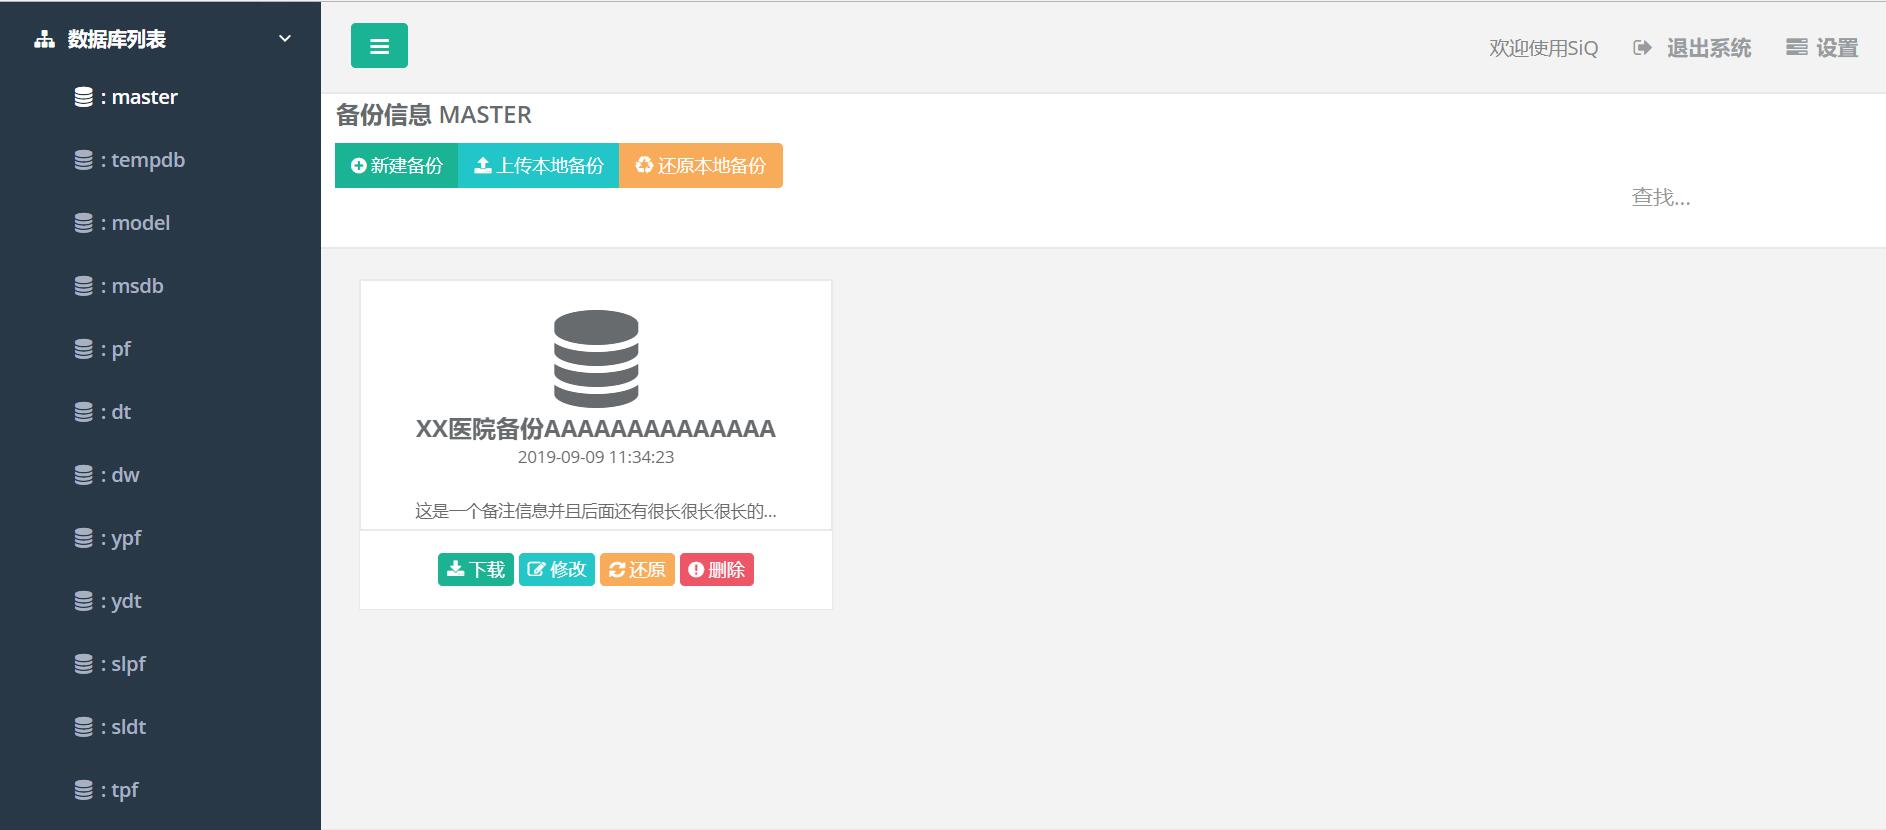 数据库列表
: master
: tempdb
: model
: msdb
: pf
: dt
: dw
: ypf
: ydt
: slpf
: sldt
: tpf
欢迎使用SiQ 退出系统 设置
备份信息 MASTER
新建备份 上传本地备份 还原本地备份
查找...
XX医院备份AAAAAAAAAAAAAA
2019-09-09 11:34:23
这是一个备注信息并且后面还有很长很长很长的...
下载 修改 还原 删除